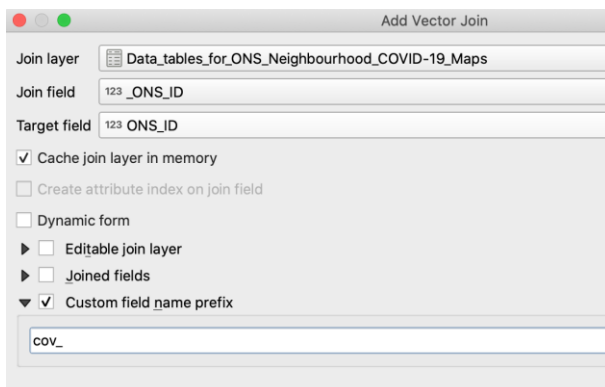 Add Vector Join
Join layer Data_tables_for_ONS_Neighbourhood_COVID-19_Maps
Join field 123 _ONS_ID
Target field 123 ONS_ID
Cache join layer in memory
Create attribute index on join field
Dynamic form
Editable join layer
Joined fields
Custom field name prefix
cov_